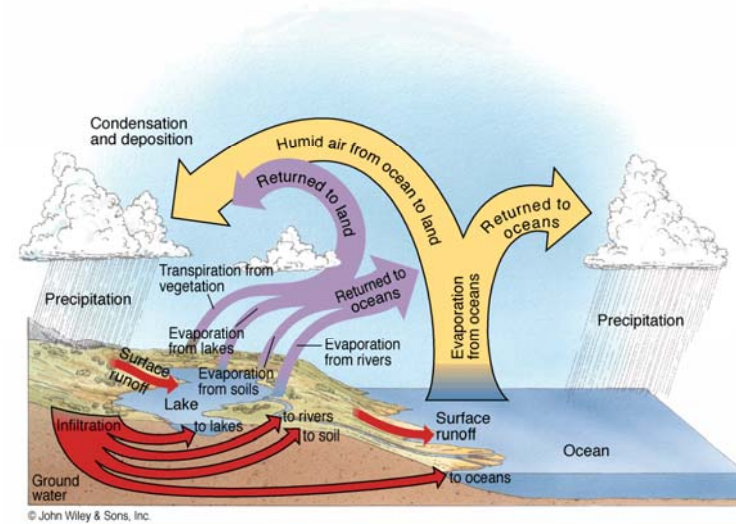 Condensation
and deposition
Humid air from ocean to land
Returned to land
Returned to
oceans
Transpiration from
vegetation
Returned to
oceans
Precipitation
Evaporation
from oceans
Precipitation
Evaporation
from lakes
Evaporation
from rivers
Surface
runoff
Evaporation
from soils
Lake
Infiltration
to lakes
to rivers
to soil
Surface
runoff
Ocean
Ground
water
to oceans
© John Wiley & Sons, Inc.